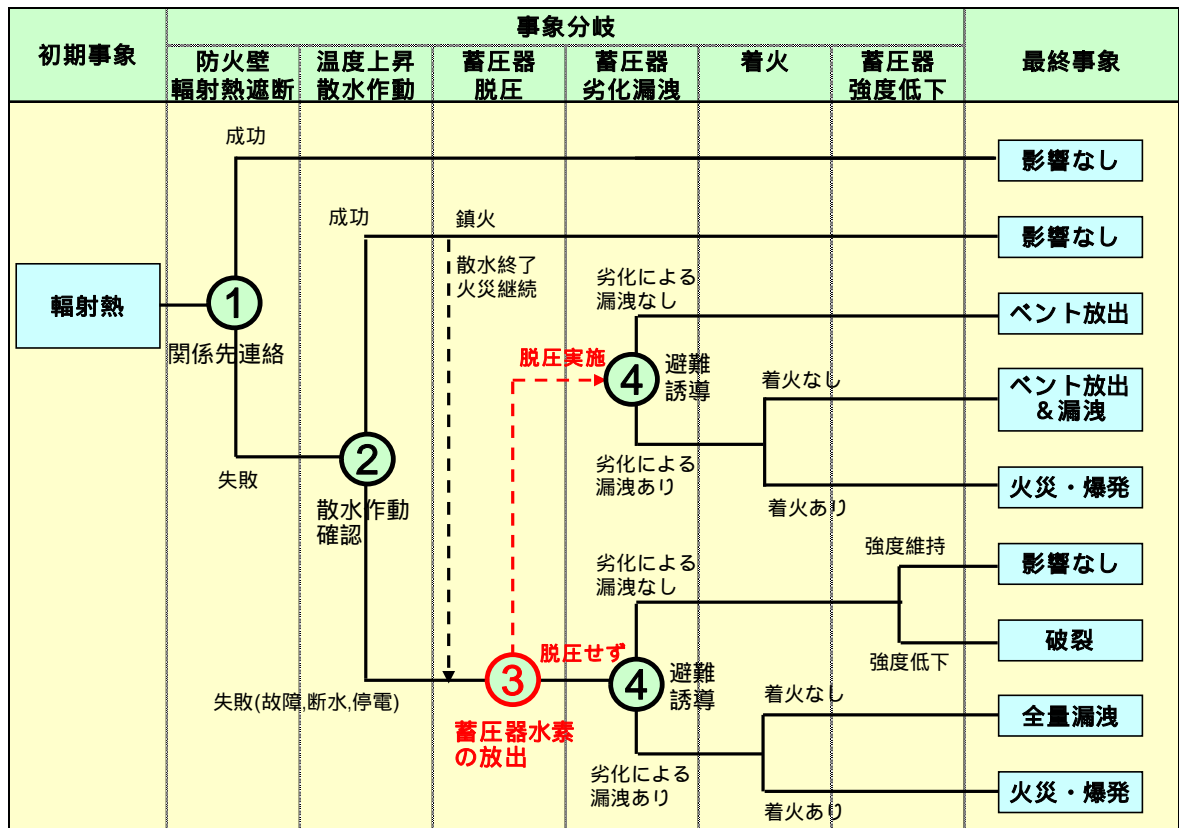 初期事象
事象分岐
最終事象
防火壁
輻射熱遮断
温度上昇
散水作動
蓄圧器
脱圧
蓄圧器
劣化漏洩
着火
蓄圧器
強度低下
成功
影響なし
成功
鎮火
影響なし
散水終了
火災継続
輻射熱
1
関係先連絡
劣化による
漏洩なし
ベント放出
脱圧実施
4
避難
誘導
着火なし
ベント放出
&漏洩
失敗
2
散水作動
確認
劣化による
漏洩あり
着火あり
火災・爆発
劣化による
漏洩なし
強度維持
影響なし
破裂
強度低下
失敗(故障,断水,停電)
3
脱圧せず
4
避難
誘導
蓄圧器水素
の放出
着火なし
全量漏洩
劣化による
漏洩あり
着火あり
火災・爆発